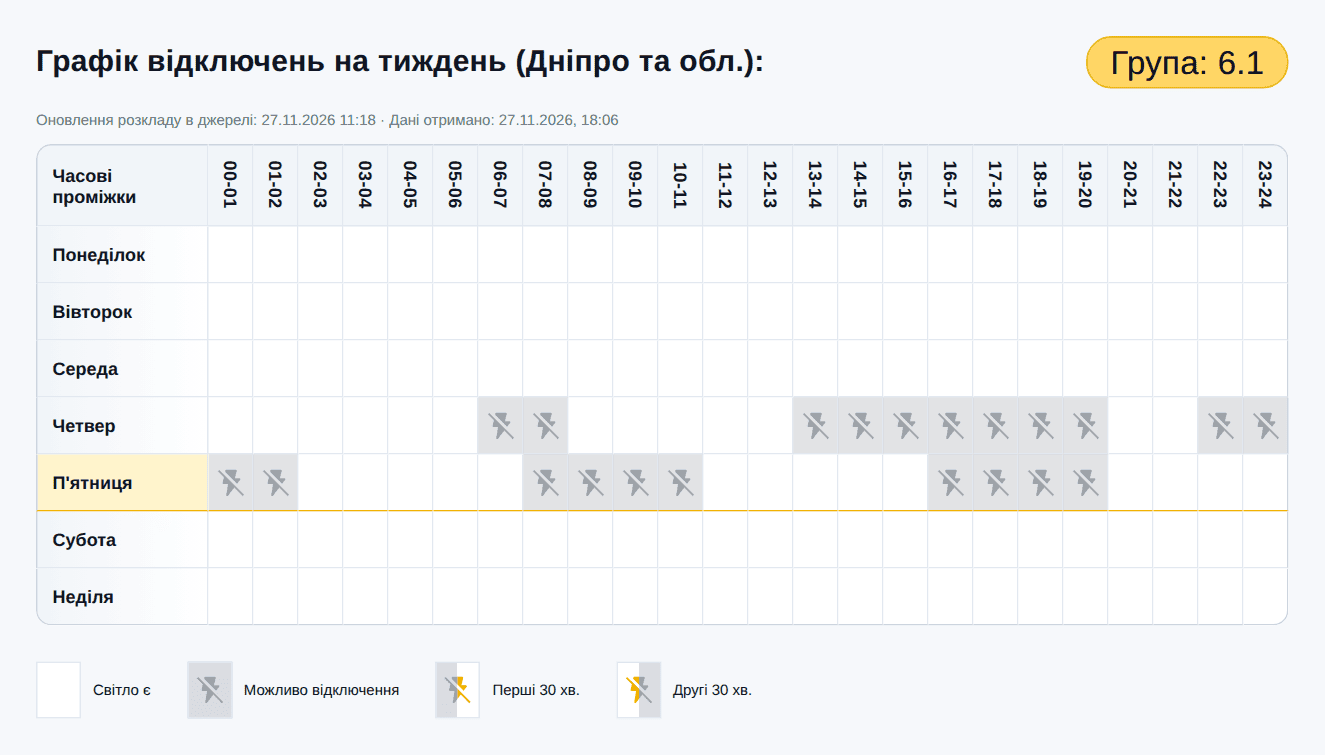 Графік відключень на тиждень (Дніпро та обл.):
Група: 6.1
Оновлення розкладу в джерелі: 27.11.2026 11:18 · Дані отримано: 27.11.2026, 18:06
Часові
проміжки
00-01
01-02
02-03
03-04
04-05
05-06
06-07
07-08
08-09
09-10
10-11
11-12
12-13
13-14
14-15
15-16
16-17
17-18
18-19
19-20
20-21
21-22
22-23
23-24
Понеділок
Вівторок
Середа
Четвер
П'ятниця
Субота
Неділя
Світло є
Можливо відключення
Перші 30 хв.
Другі 30 хв.